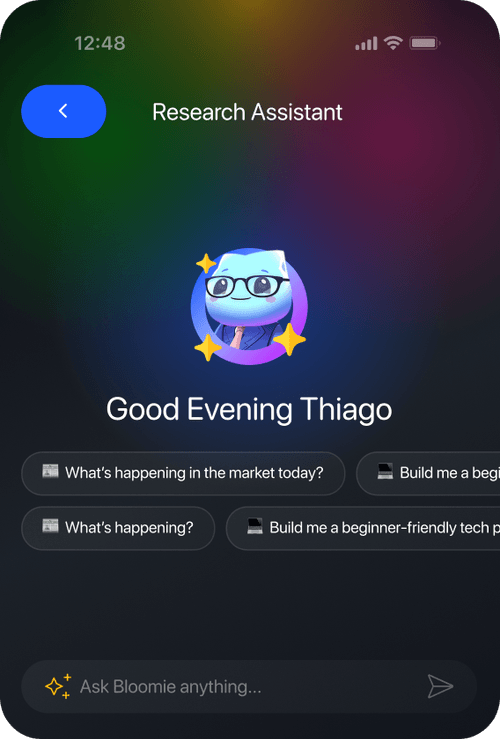 12:48
Research Assistant
Good Evening Thiago
What's happening in the market today?
Build me a begi
What's happening?
Build me a beginner-friendly tech p
Ask Bloomie anything...